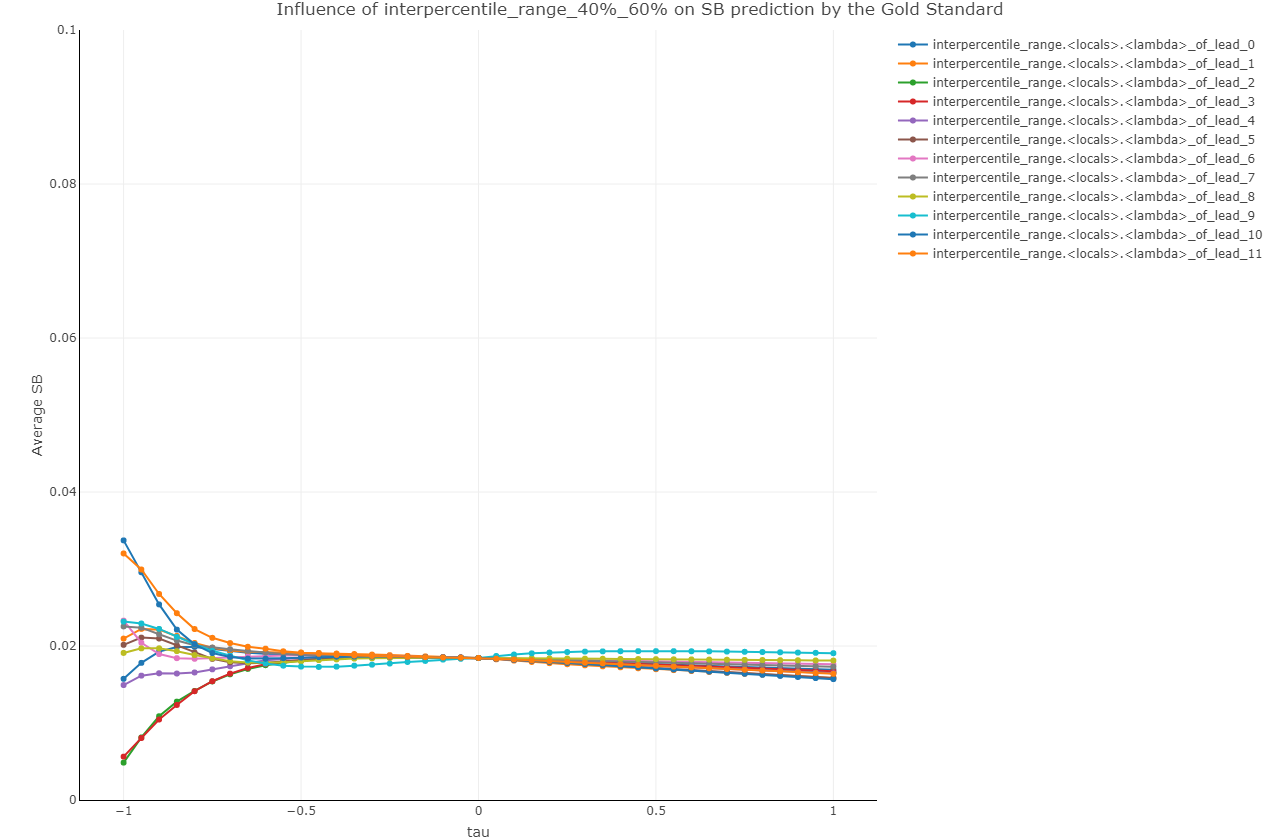 Influence of interpercentile_range_40%_60% on SB prediction by the Gold Standard
0.1
0.08
0.06
0.04
0.02
0
Average SB
−1
−0.5
0
0.5
1
tau
interpercentile_range.<locals>.<lambda>_of_lead_0
interpercentile_range.<locals>.<lambda>_of_lead_1
interpercentile_range.<locals>.<lambda>_of_lead_2
interpercentile_range.<locals>.<lambda>_of_lead_3
interpercentile_range.<locals>.<lambda>_of_lead_4
interpercentile_range.<locals>.<lambda>_of_lead_5
interpercentile_range.<locals>.<lambda>_of_lead_6
interpercentile_range.<locals>.<lambda>_of_lead_7
interpercentile_range.<locals>.<lambda>_of_lead_8
interpercentile_range.<locals>.<lambda>_of_lead_9
interpercentile_range.<locals>.<lambda>_of_lead_10
interpercentile_range.<locals>.<lambda>_of_lead_11